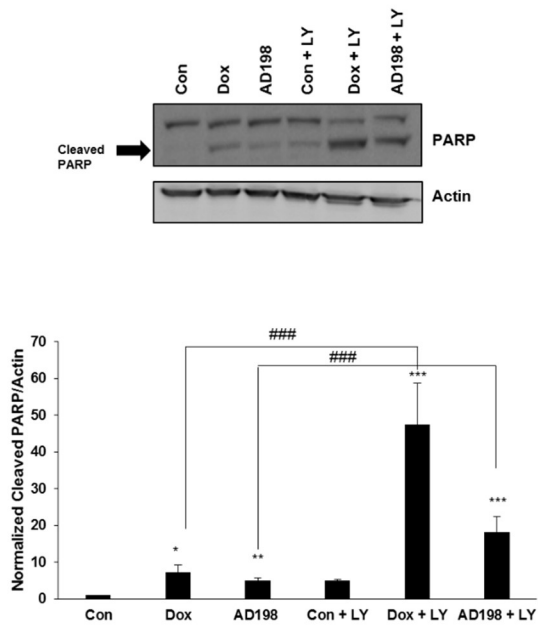 Con Dox AD198 Con + LY Dox + LY AD198 + LY
Cleaved
PARP
PARP
Actin
###
###
Normalized Cleaved PARP/Actin
70
60
50
40
30
20
10
0
*
**
***
***
Con Dox AD198 Con + LY Dox + LY AD198 + LY